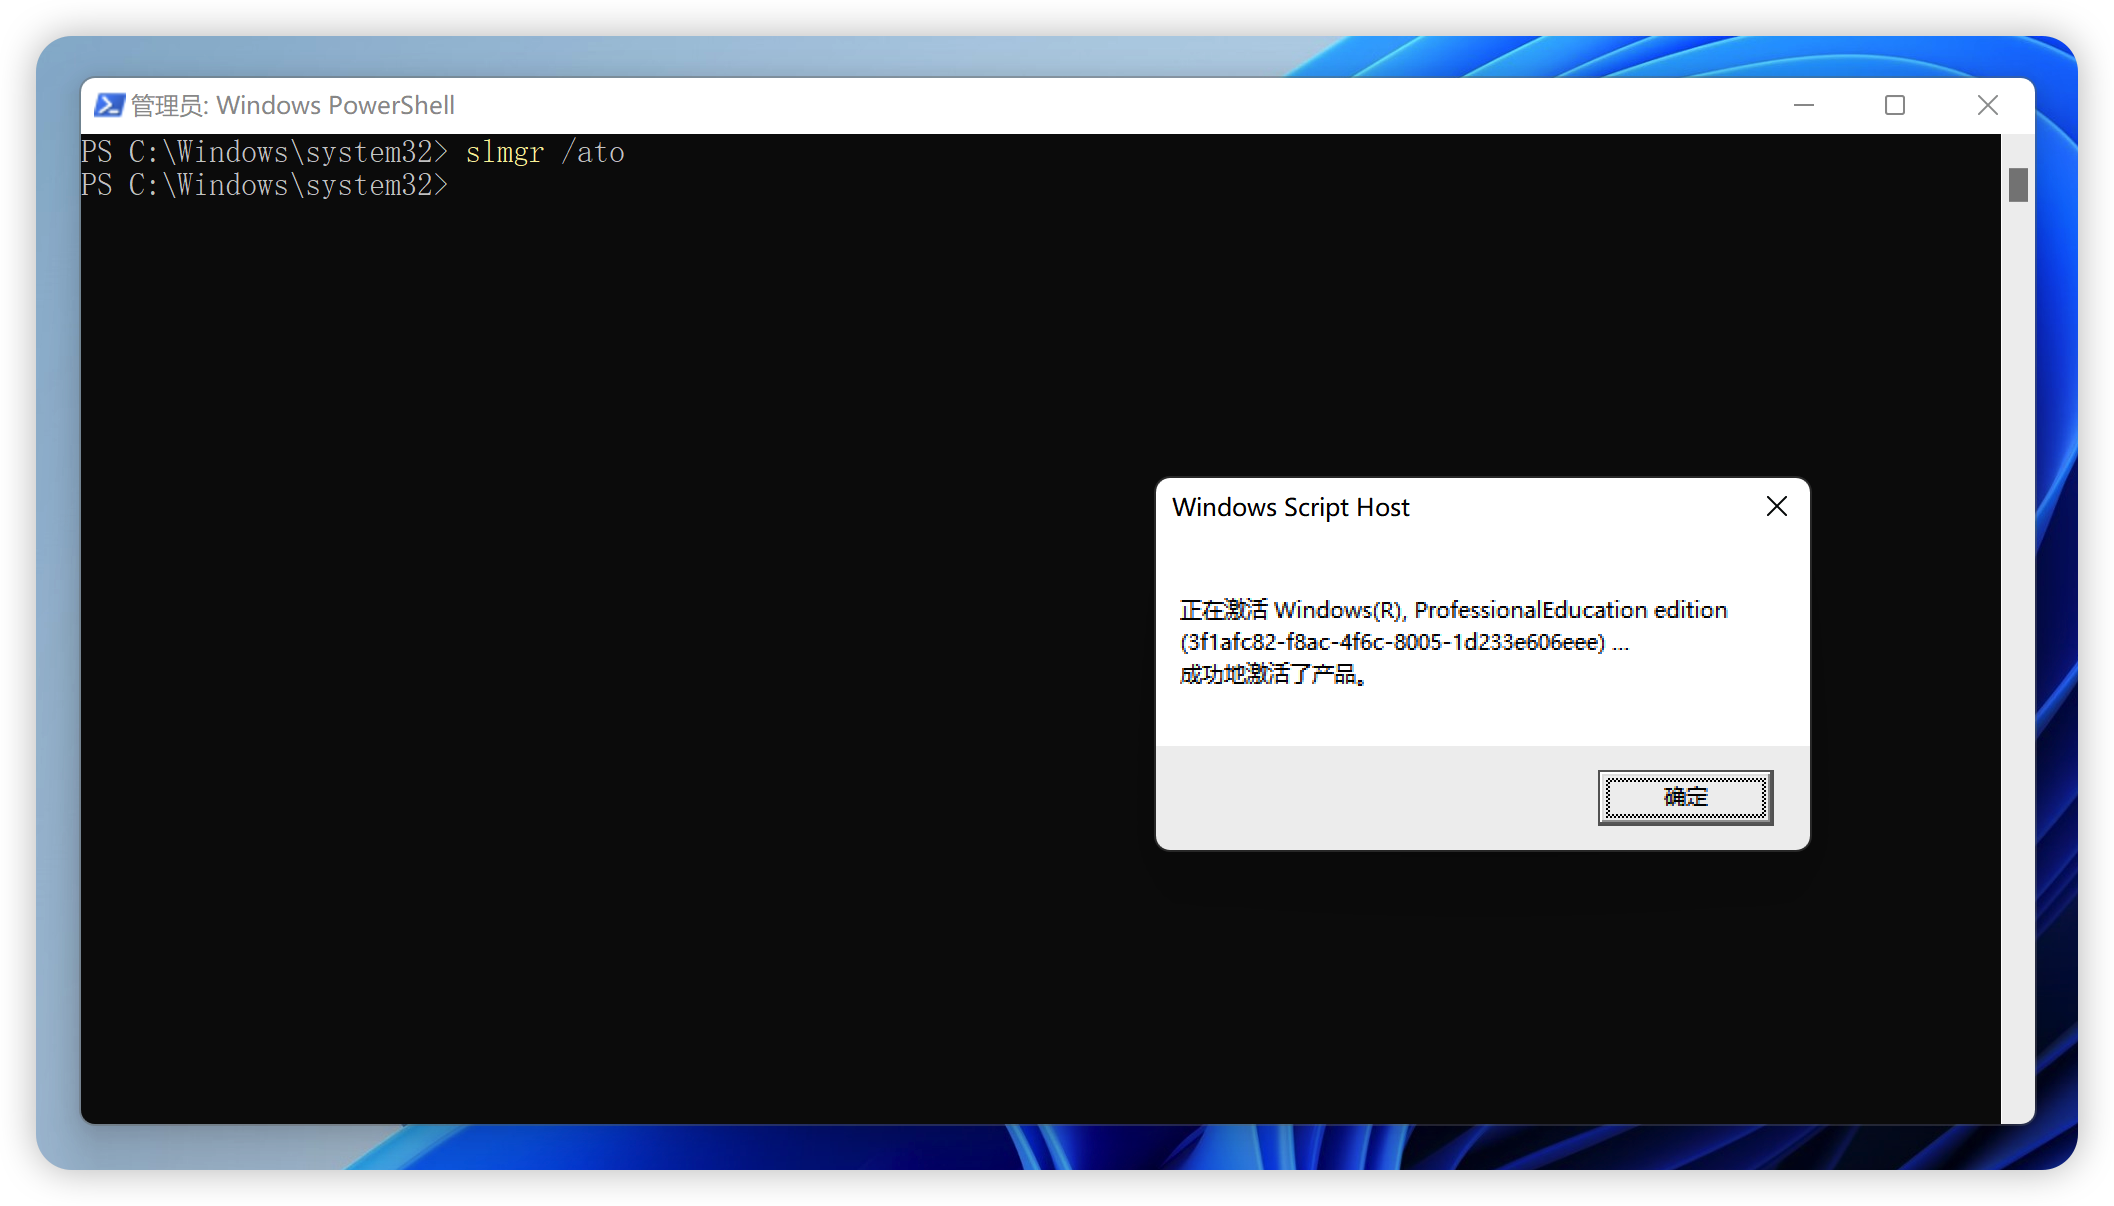 管理员: Windows PowerShell
PS C:\Windows\system32> slmgr /ato
PS C:\Windows\system32>
Windows Script Host
正在激活 Windows(R), ProfessionalEducation edition
(3f1afc82-f8ac-4f6c-8005-1d233e606eee) ...
成功地激活了产品。
确定